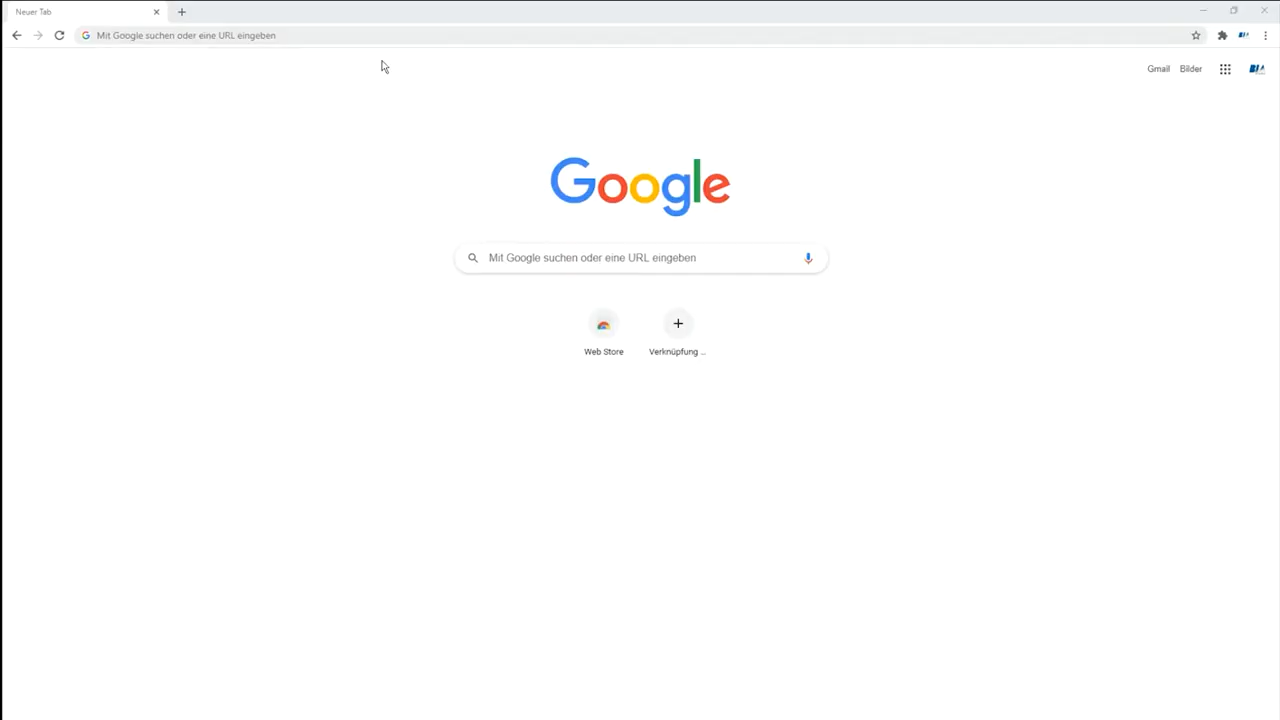 Neuer Tab
Mit Google suchen oder eine URL eingeben
Gmail Bilder
Google
Mit Google suchen oder eine URL eingeben
Web Store Verknüpfung ...